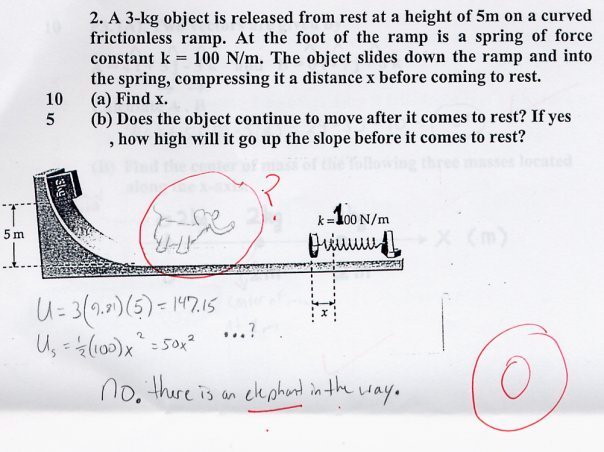 2. A 3-kg object is released from rest at a height of 5m on a curved
frictionless ramp. At the foot of the ramp is a spring of force
constant k = 100 N/m. The object slides down the ramp and into
the spring, compressing it a distance x before coming to rest.
10 (a) Find x.
5 (b) Does the object continue to move after it comes to rest? If yes
, how high will it go up the slope before it comes to rest?
3kg
?
k = 100 N/m
5 m
x
U = 3(9.81)(5) = 147.15
Us = ½(100)x² = 50x² ...?
no. there is an elephant in the way.
0